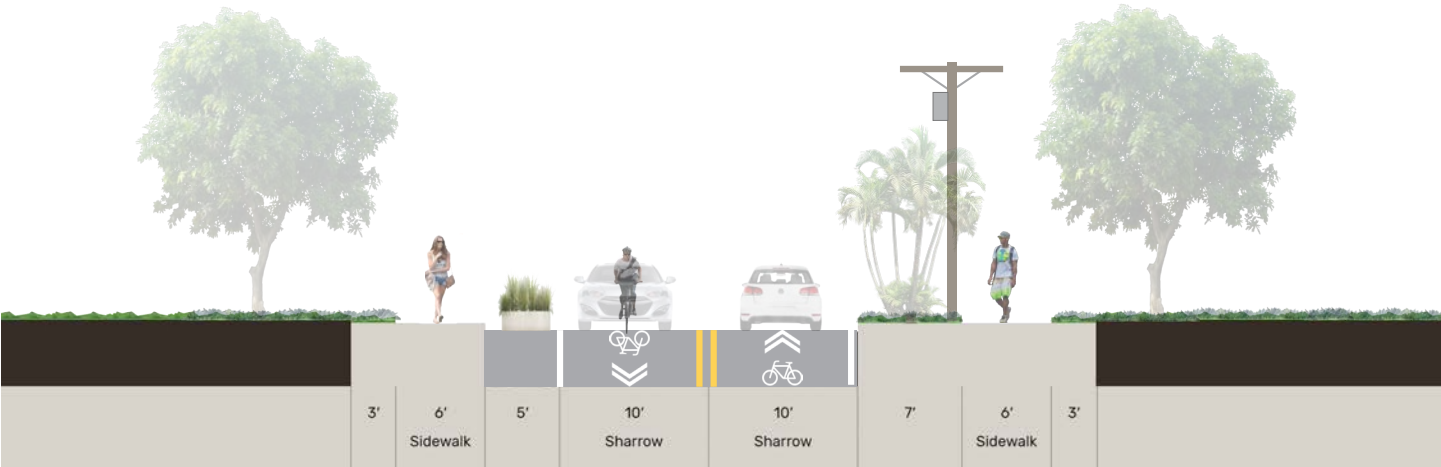 3’ 6’ 5’ 10’ 10’ 7’ 6’ 3’
Sidewalk Sharrow Sharrow Sidewalk